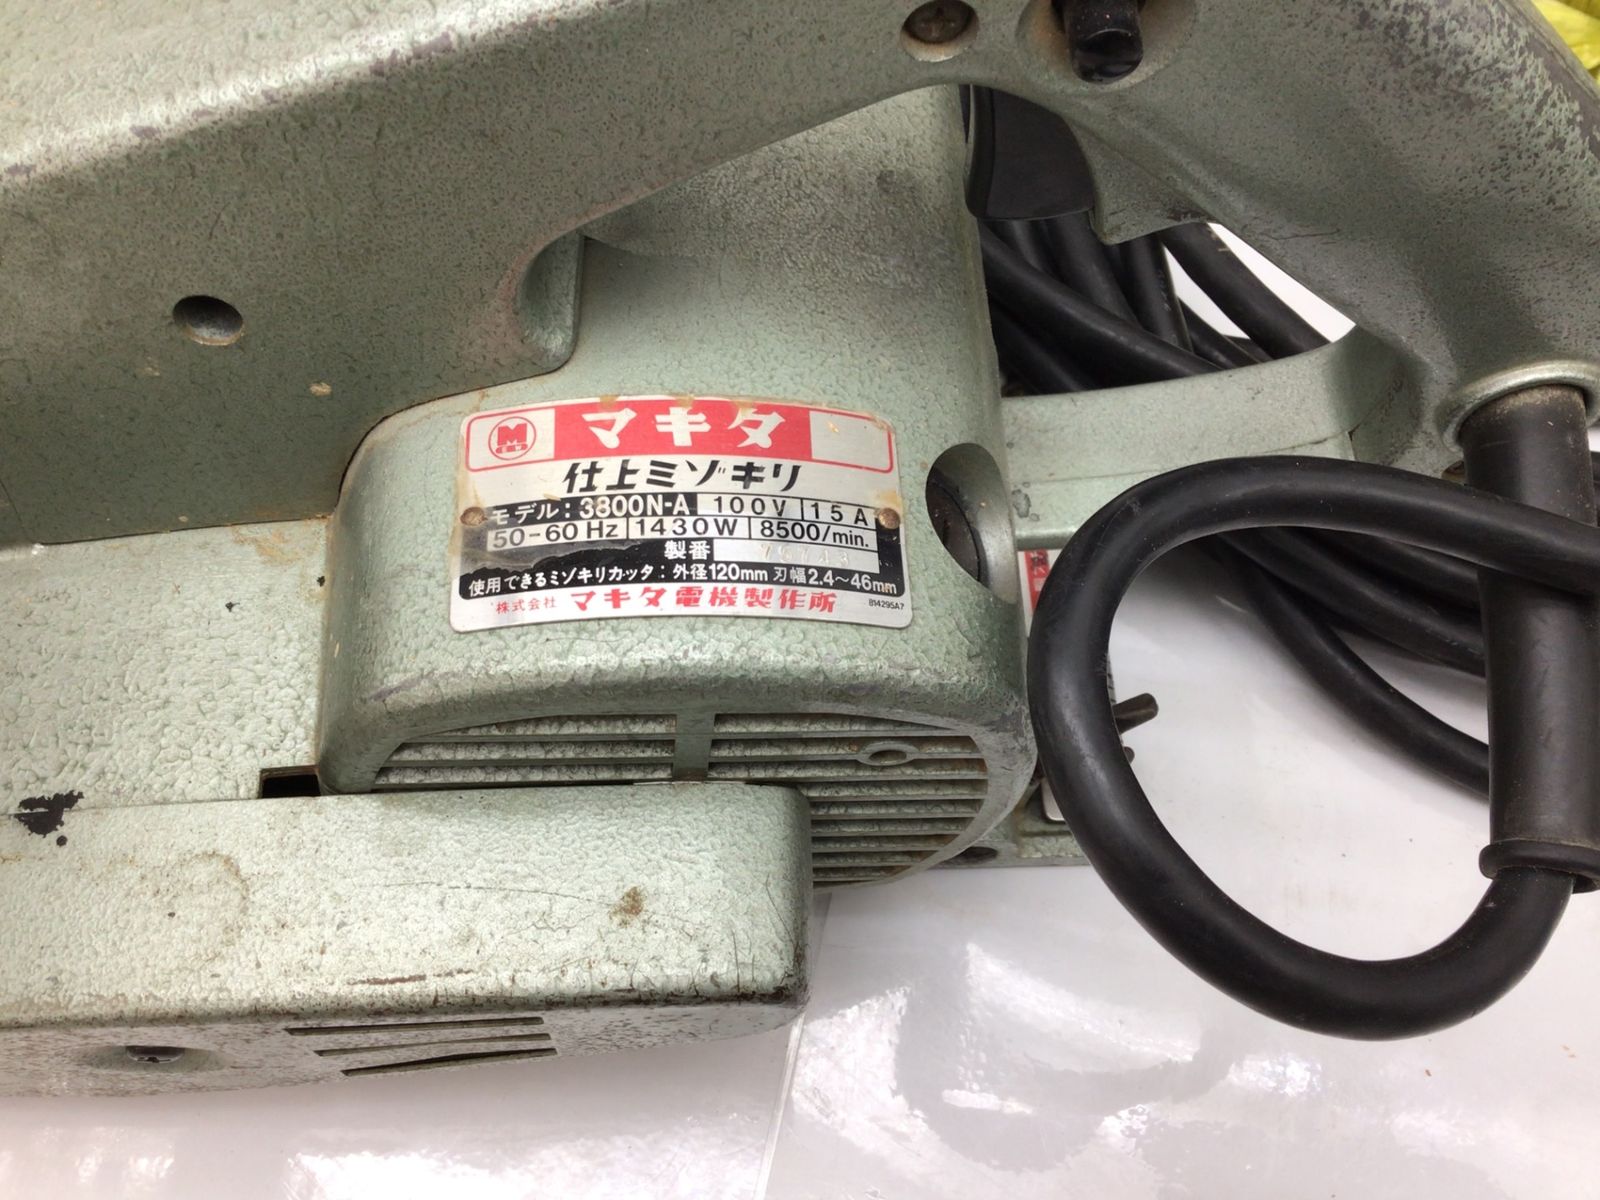 マキタ
仕上ミゾキリ
モデル: 3800N-A 100V 15A
50-60Hz 1430W 8500/min.
製番
使用できるミゾキリカッタ: 外径120mm 刃幅2.4~46mm
株式会社 マキタ電機製作所 B14295A7